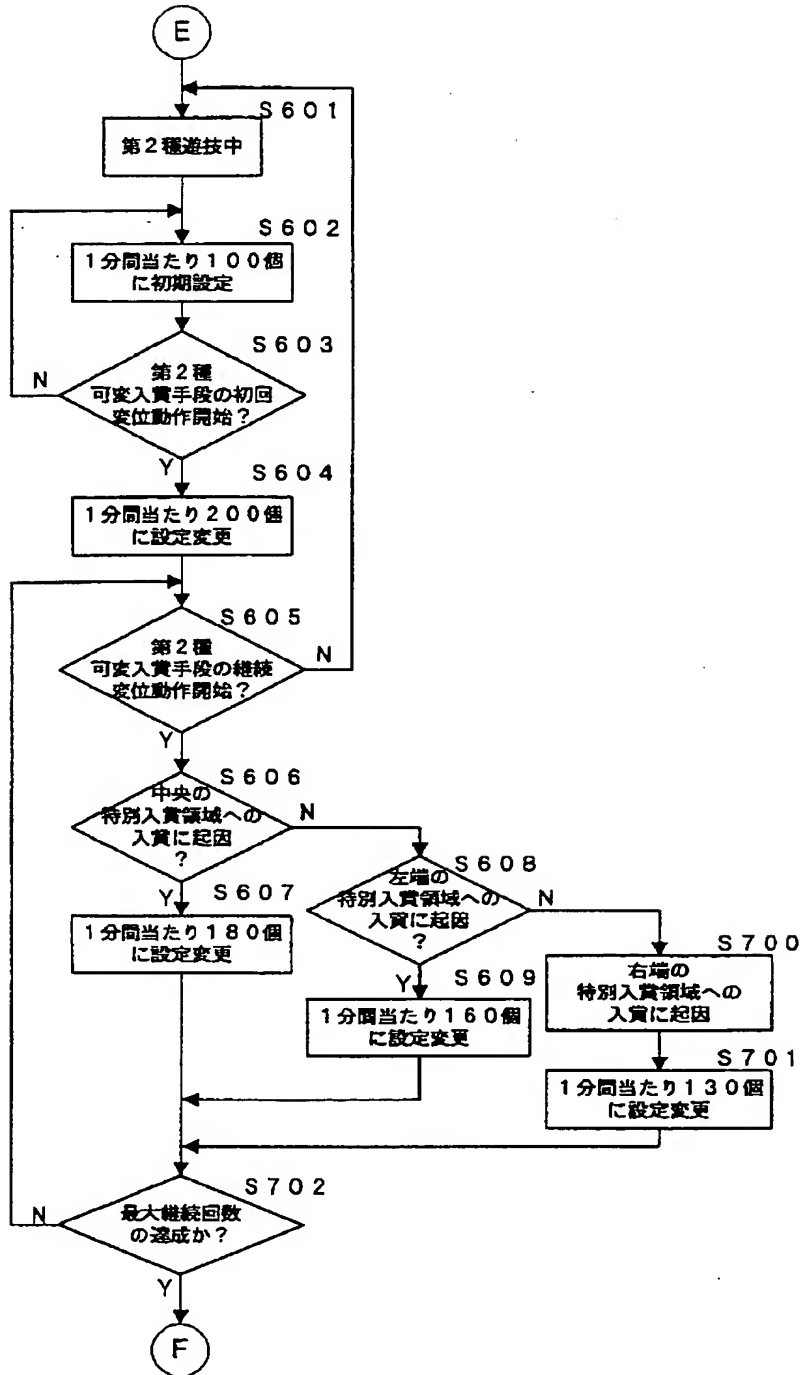 E
S601
第2種遊技中
S602
1分間当たり100個
に初期設定
S603
第2種
可変入賞手段の初回
変位動作開始?
N
Y
S604
1分間当たり200個
に設定変更
S605
第2種
可変入賞手段の継続
変位動作開始?
N
Y
S606
中央の
特別入賞領域への
入賞に起因
?
N
Y
S607
1分間当たり180個
に設定変更
S608
左端の
特別入賞領域への
入賞に起因
?
N
Y
S609
1分間当たり160個
に設定変更
S700
右端の
特別入賞領域への
入賞に起因
S701
1分間当たり130個
に設定変更
S702
最大継続回数
の達成か?
N
Y
F